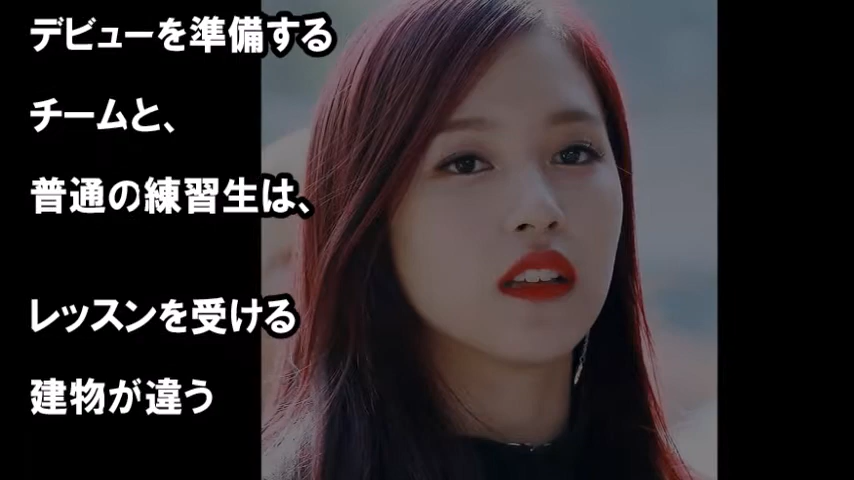 デビューを準備する
チームと、
普通の練習生は、
レッスンを受ける
建物が違う